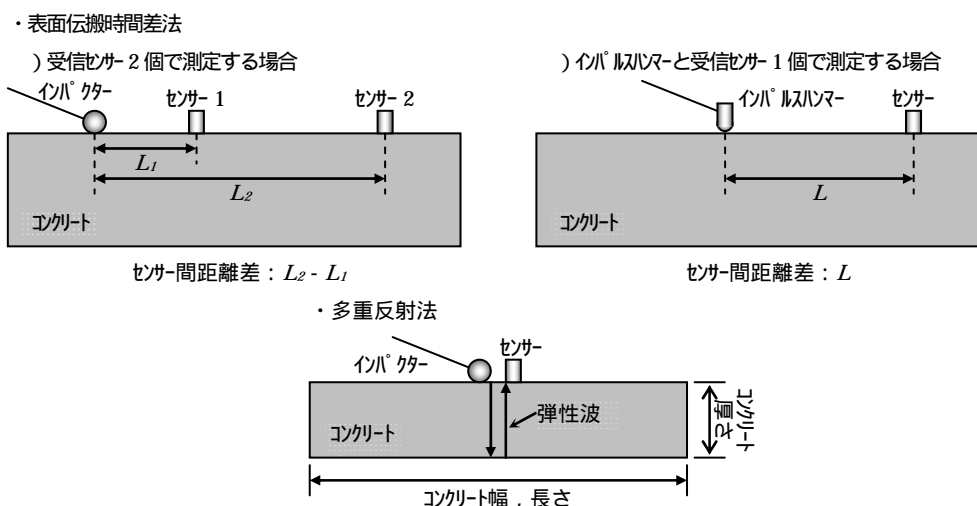 ・表面伝搬時間差法
）受信センサー2個で測定する場合
インパクター
センサー1
センサー2
L1
L2
コンクリート
センサー間距離差：L2 - L1
）インパルスハンマーと受信センサー1個で測定する場合
インパルスハンマー
センサー
L
コンクリート
センサー間距離差：L
・多重反射法
インパクター
センサー
コンクリート
弾性波
コンクリート
厚さ
コンクリート幅，長さ